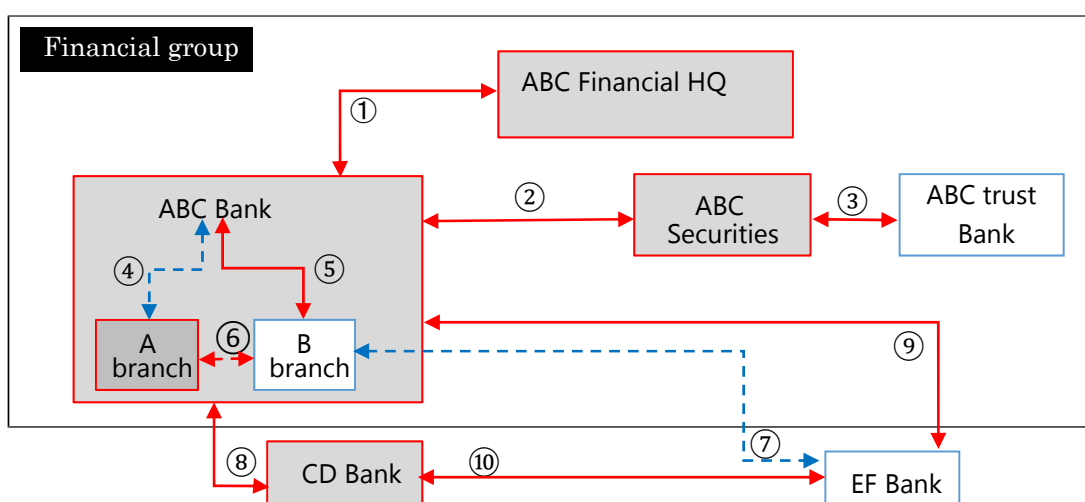 Financial group
ABC Financial HQ
①
ABC Bank
②
ABC
Securities
③
ABC trust
Bank
④
⑤
A
branch
⑥
B
branch
⑨
⑦
⑧
CD Bank
⑩
EF Bank